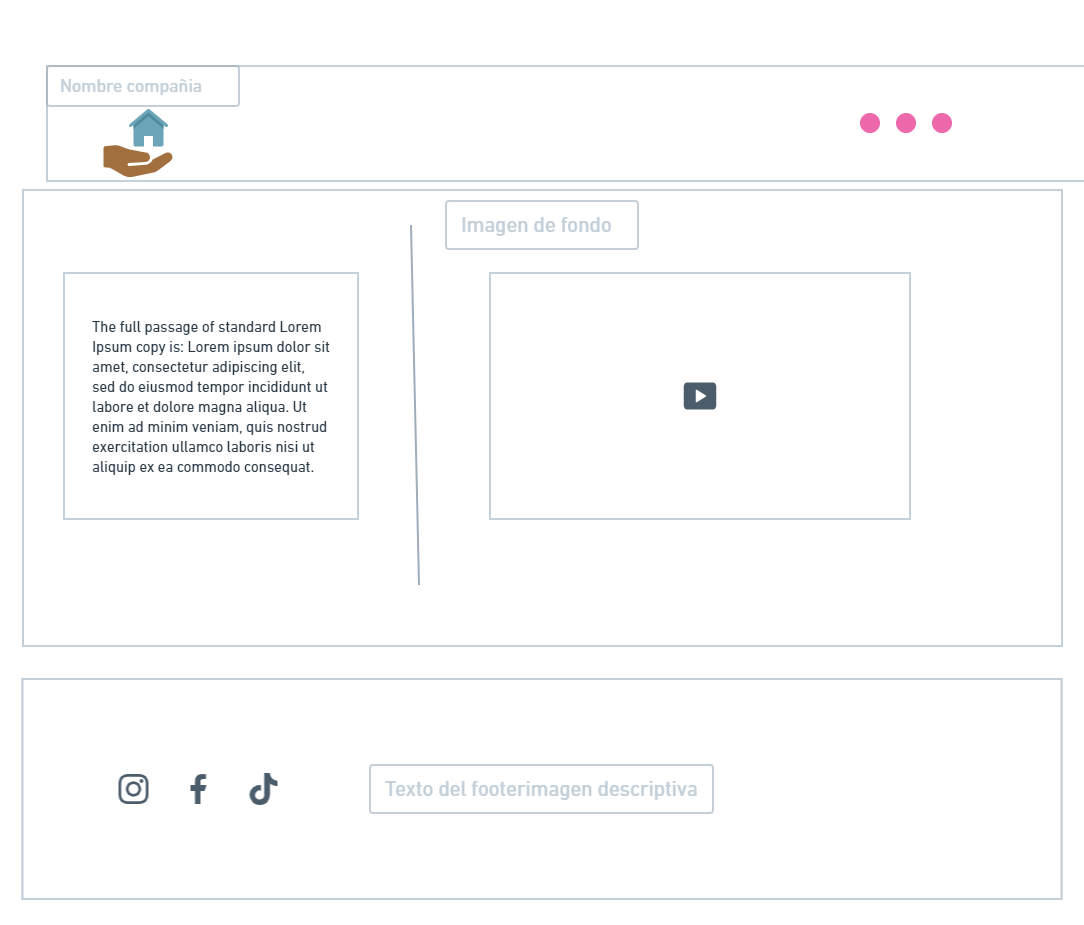 Nombre compañia
Imagen de fondo
The full passage of standard Lorem
Ipsum copy is: Lorem ipsum dolor sit
amet, consectetur adipiscing elit,
sed do eiusmod tempor incididunt ut
labore et dolore magna aliqua. Ut
enim ad minim veniam, quis nostrud
exercitation ullamco laboris nisi ut
aliquip ex ea commodo consequat.
Texto del footerimagen descriptiva